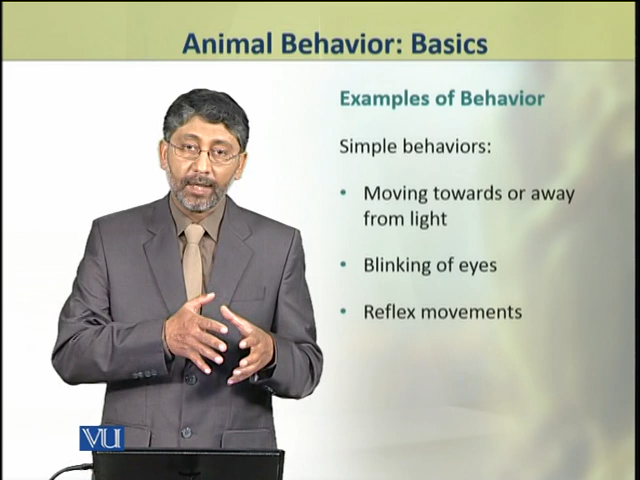 Animal Behavior: Basics
Examples of Behavior
Simple behaviors:
• Moving towards or away
from light
• Blinking of eyes
• Reflex movements
VU